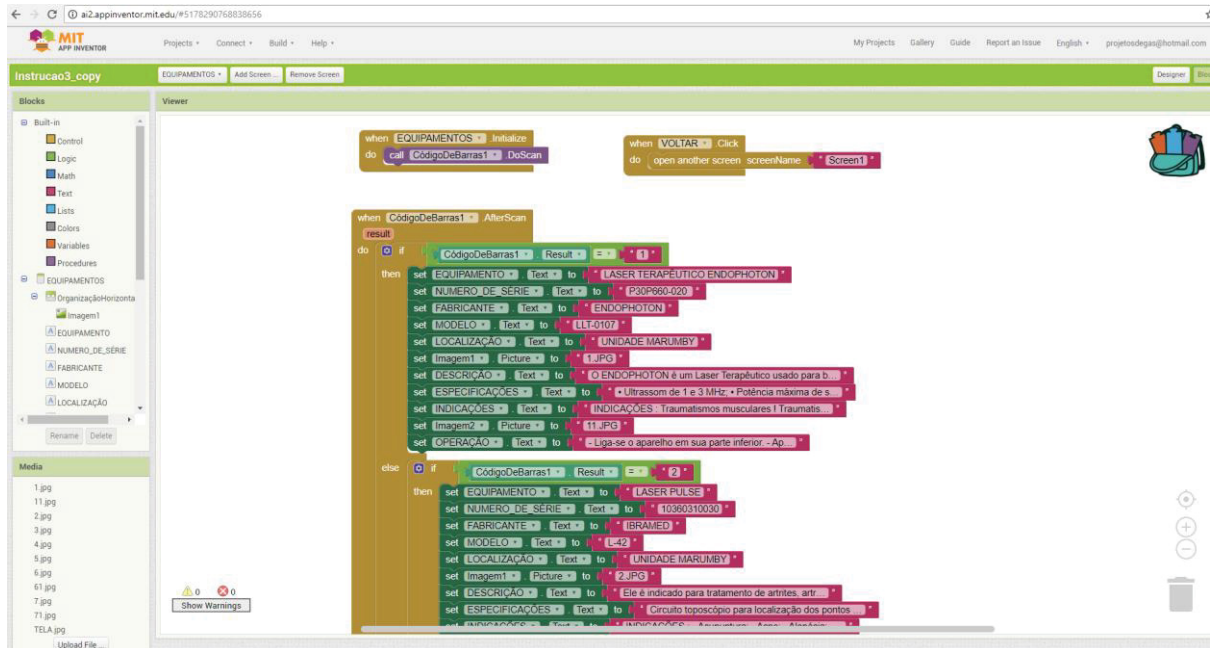 ai2.appinventor.mit.edu/#5178290768838656
MIT
APP INVENTOR
Projects Connect Build Help
My Projects Gallery Guide Report an Issue English projetosdegas@hotmail.com
Instrucao3_copy
EQUIPAMENTOS Add Screen ... Remove Screen
Designer
Blocks
Viewer
Built-in
Control
Logic
Math
Text
Lists
Colors
Variables
Procedures
EQUIPAMENTOS
OrganizaçãoHorizonta
Imagem1
EQUIPAMENTO
NUMERO_DE_SÉRIE
FABRICANTE
MODELO
LOCALIZAÇÃO
Rename Delete
Media
1.jpg
11.jpg
2.jpg
3.jpg
4.jpg
5.jpg
6.jpg
61.jpg
7.jpg
71.jpg
TELA.jpg
Upload File ...
when EQUIPAMENTOS .Initialize
do call CódigoDeBarras1 .DoScan
when VOLTAR .Click
do open another screen screenName " Screen1 "
when CódigoDeBarras1 .AfterScan
result
do if CódigoDeBarras1 . Result = " 1 "
then set EQUIPAMENTO . Text to " LASER TERAPÊUTICO ENDOPHOTON "
set NUMERO_DE_SÉRIE . Text to " P30P660-020 "
set FABRICANTE . Text to " ENDOPHOTON "
set MODELO . Text to " LLT-0107 "
set LOCALIZAÇÃO . Text to " UNIDADE MARUMBY "
set Imagem1 . Picture to " 1.JPG "
set DESCRIÇÃO . Text to " O ENDOPHOTON é um Laser Terapêutico usado para b... "
set ESPECIFICAÇÕES . Text to " • Ultrassom de 1 e 3 MHz; • Potência máxima de s... "
set INDICAÇÕES . Text to " INDICAÇÕES : Traumatismos musculares ! Traumatis... "
set Imagem2 . Picture to " 11.JPG "
set OPERAÇÃO . Text to " - Liga-se o aparelho em sua parte inferior. - Ap... "
else if CódigoDeBarras1 . Result = " 2 "
then set EQUIPAMENTO . Text to " LASER PULSE "
set NUMERO_DE_SÉRIE . Text to " 10360310030 "
set FABRICANTE . Text to " IBRAMED "
set MODELO . Text to " L-42 "
set LOCALIZAÇÃO . Text to " UNIDADE MARUMBY "
set Imagem1 . Picture to " 2.JPG "
set DESCRIÇÃO . Text to " Ele é indicado para tratamento de artrites, artr... "
set ESPECIFICAÇÕES . Text to " Circuito toposcópio para localização dos pontos ... "
0 0
Show Warnings